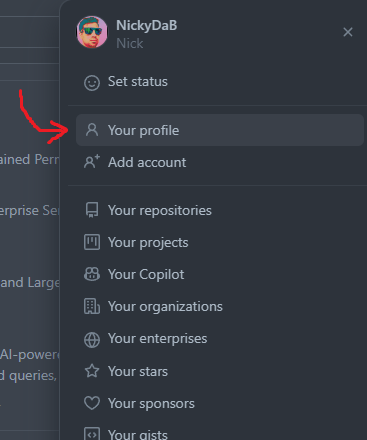 NickyDaB
Nick
Set status
Your profile
ained Perr
Add account
erprise Se
Your repositories
Your projects
and Large
Your Copilot
Your organizations
Your enterprises
AI-powere
d queries,
Your stars
Your sponsors
Your gists